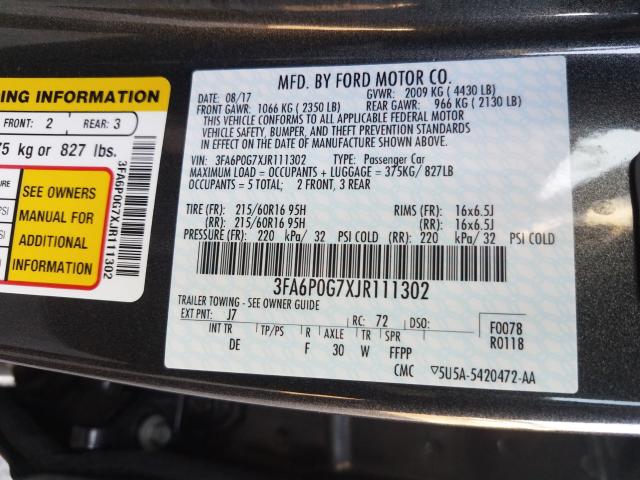 ING INFORMATION
FRONT: 2 REAR: 3
75 kg or 827 lbs.
SEE OWNERS
MANUAL FOR
ADDITIONAL
INFORMATION
PSI
3FA6P0G7XJR111302
MFD. BY FORD MOTOR CO.
DATE: 08/17 GVWR: 2009 KG ( 4430 LB)
FRONT GAWR: 1066 KG ( 2350 LB) REAR GAWR: 966 KG ( 2130 LB)
THIS VEHICLE CONFORMS TO ALL APPLICABLE FEDERAL MOTOR
VEHICLE SAFETY, BUMPER, AND THEFT PREVENTION STANDARDS
IN EFFECT ON THE DATE OF MANUFACTURE SHOWN ABOVE.
VIN: 3FA6P0G7XJR111302 TYPE: Passenger Car
MAXIMUM LOAD = OCCUPANTS + LUGGAGE = 375KG/ 827LB
OCCUPANTS = 5 TOTAL; 2 FRONT, 3 REAR
TIRE (FR): 215/60R16 95H RIMS (FR): 16x6.5J
(RR): 215/60R16 95H (RR): 16x6.5J
PRESSURE (FR): 220 kPa/ 32 PSI COLD (RR): 220 kPa/ 32 PSI COLD
3FA6P0G7XJR111302
TRAILER TOWING - SEE OWNER GUIDE
EXT PNT: J7 RC: 72 DSO: F0078
INT TR TP/PS R AXLE TR SPR R0118
DE F 30 W FFPP
CMC ▽5U5A-5420472-AA